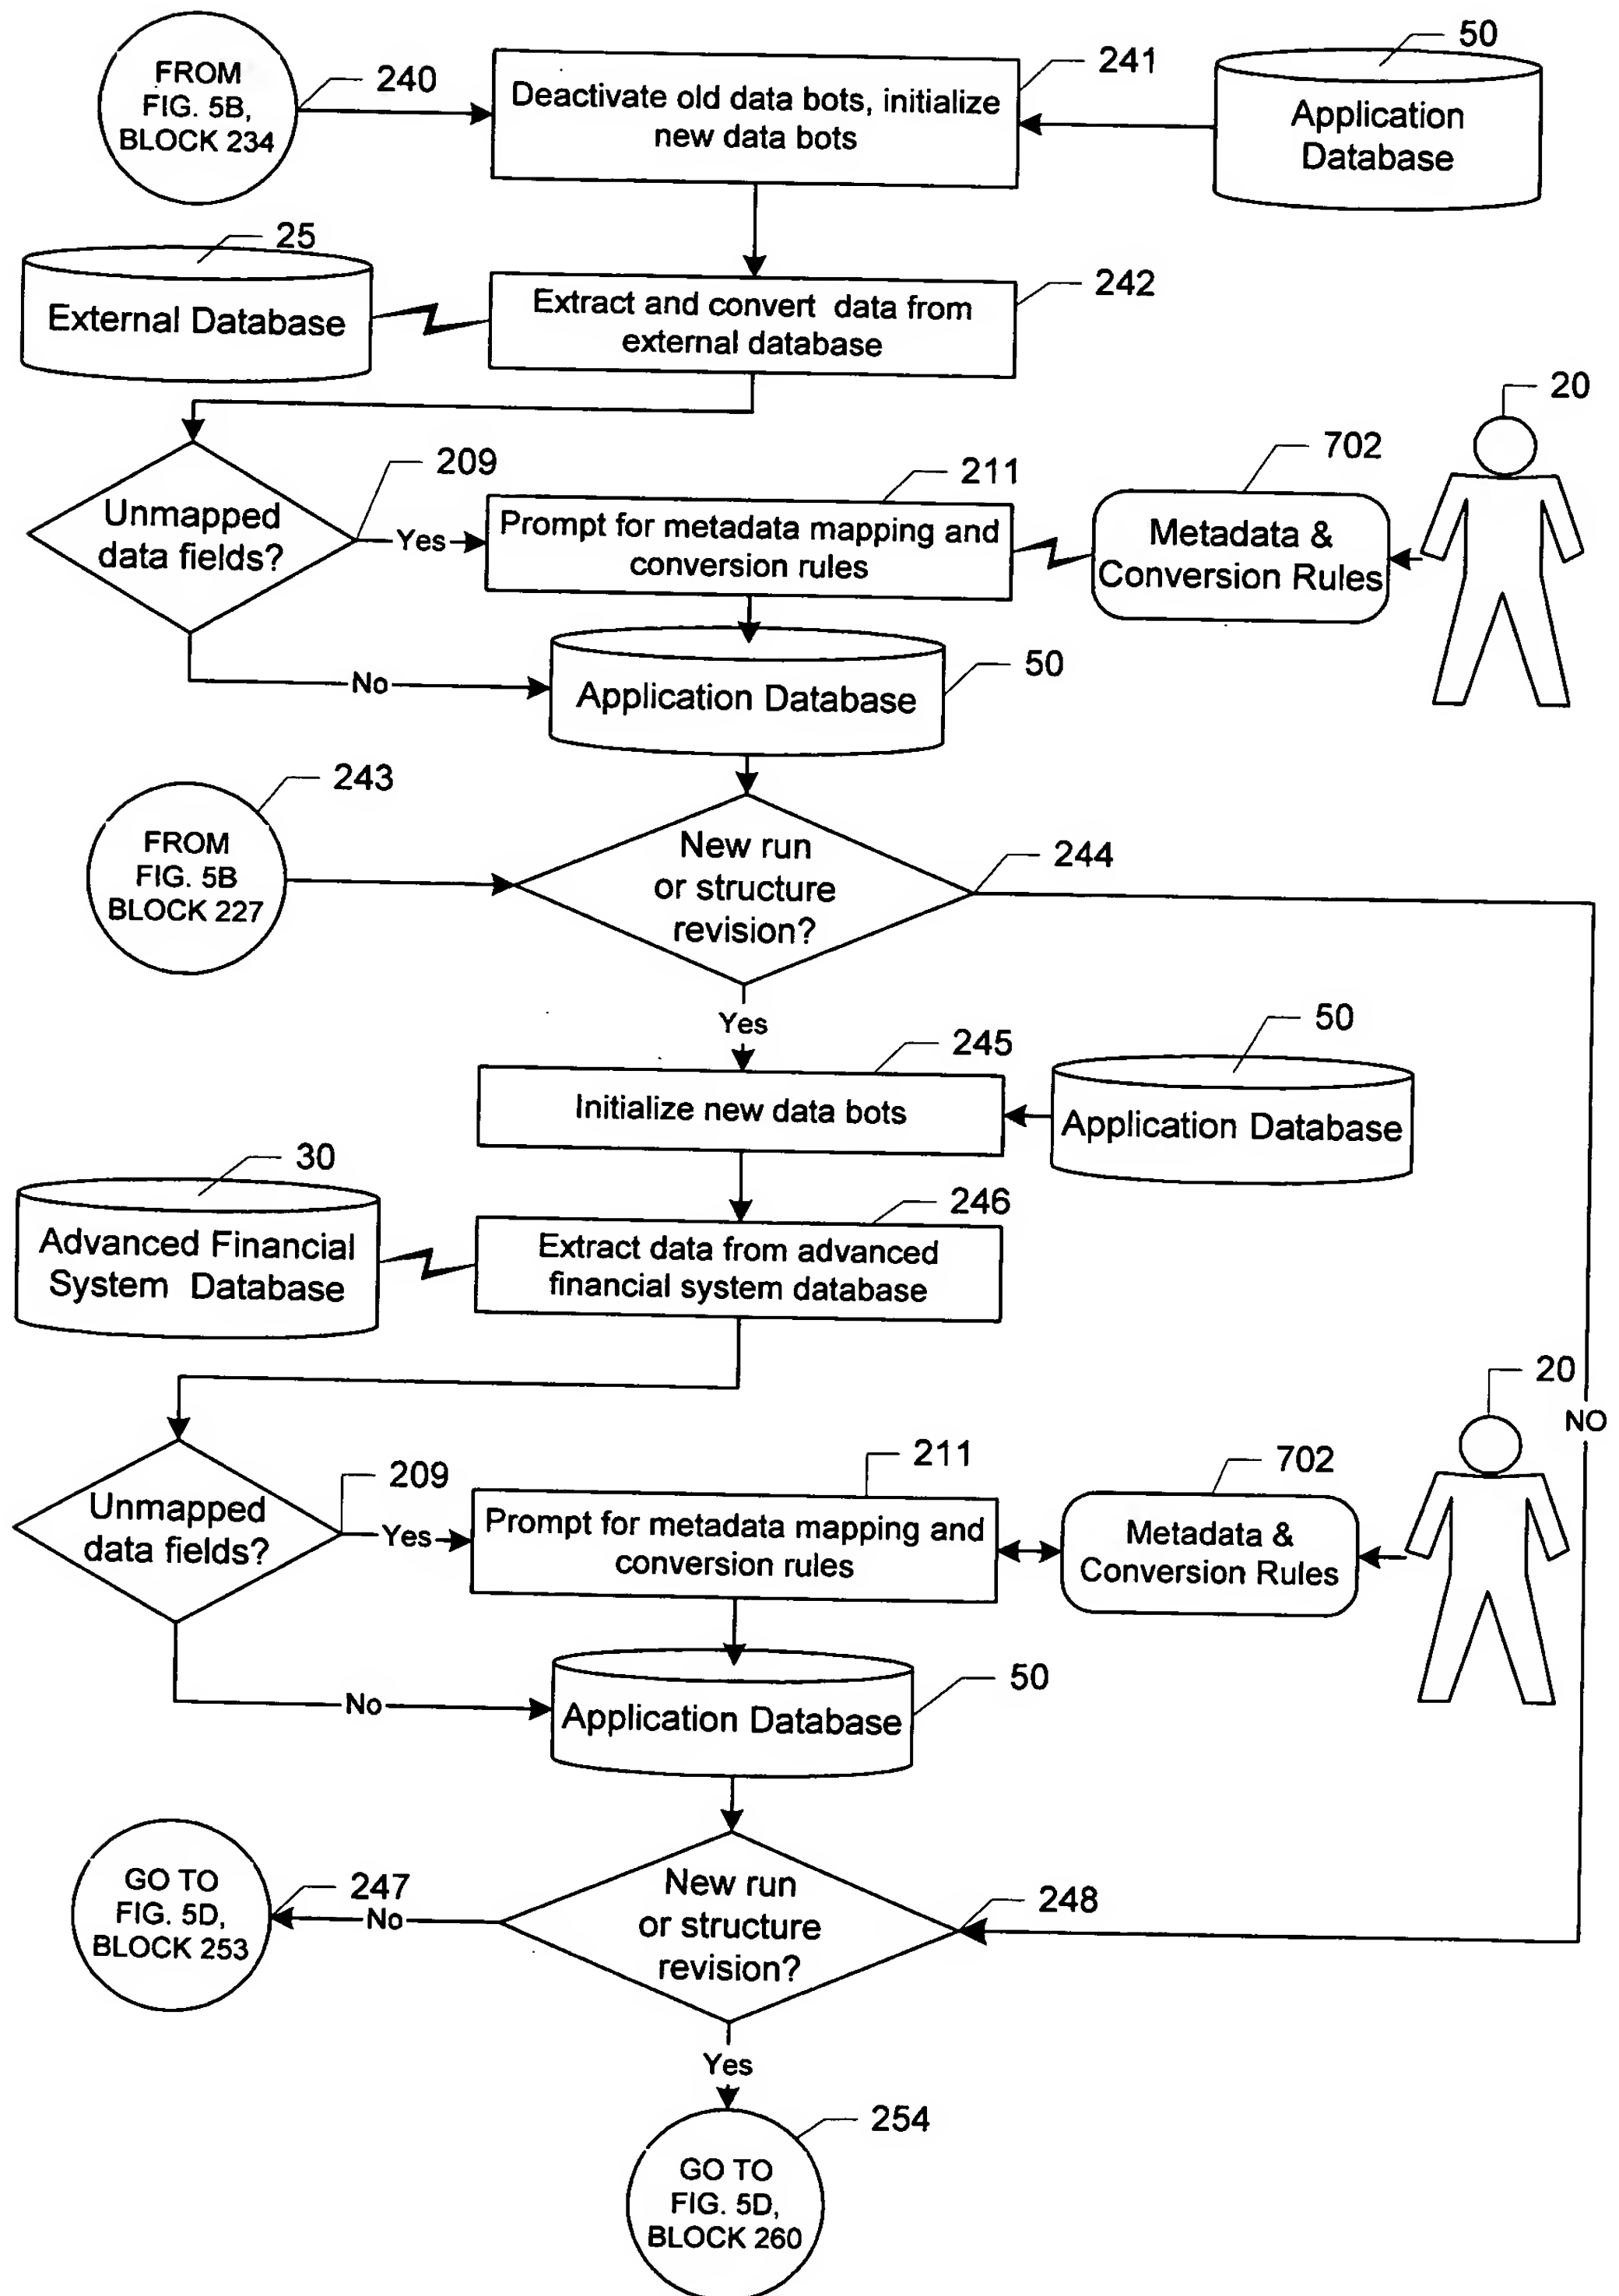 FROM
FIG. 5B,
BLOCK 234
240
Deactivate old data bots, initialize
new data bots
241
50
Application
Database
25
External Database
Extract and convert data from
external database
242
20
Unmapped
data fields?
209
Yes
211
Prompt for metadata mapping and
conversion rules
702
Metadata &
Conversion Rules
No
Application Database
50
243
FROM
FIG. 5B
BLOCK 227
New run
or structure
revision?
244
Yes
245
Initialize new data bots
50
Application Database
30
Advanced Financial
System Database
246
Extract data from advanced
financial system database
20
NO
Unmapped
data fields?
209
Yes
211
Prompt for metadata mapping and
conversion rules
702
Metadata &
Conversion Rules
No
Application Database
50
GO TO
FIG. 5D,
BLOCK 253
247
No
New run
or structure
revision?
248
Yes
254
GO TO
FIG. 5D,
BLOCK 260